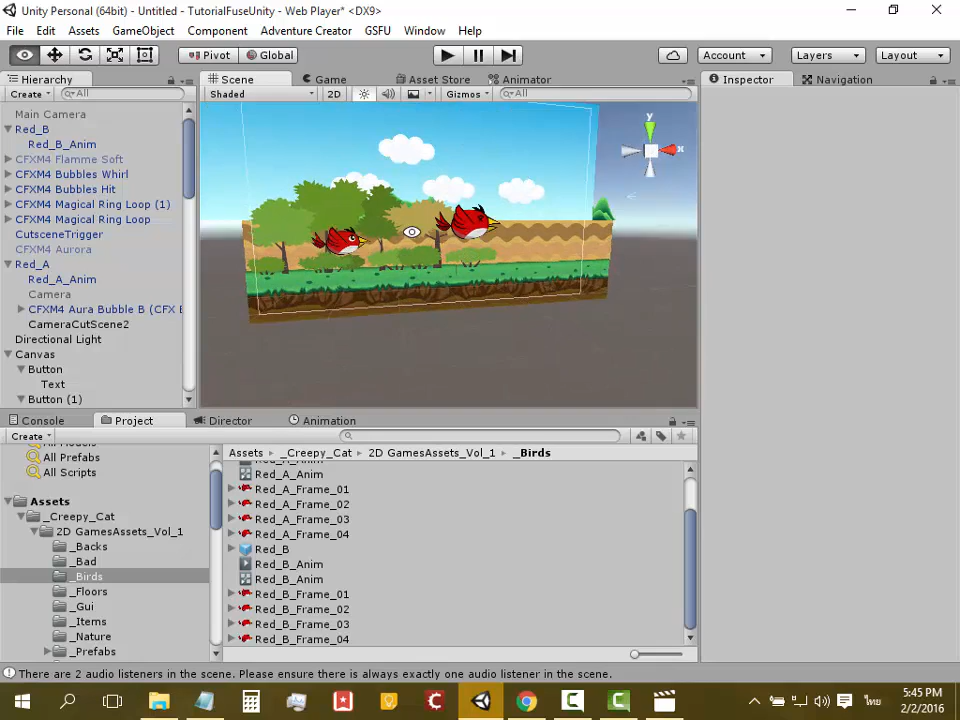 Unity Personal (64bit) - Untitled - TutorialFuseUnity - Web Player* <DX9>
File Edit Assets GameObject Component Adventure Creator GSFU Window Help
Pivot Global Account Layers Layout
Hierarchy Scene Game Asset Store Animator Inspector Navigation
Create All Shaded 2D Gizmos All
Main Camera
Red_B
Red_B_Anim
CFXM4 Flamme Soft
CFXM4 Bubbles Whirl
CFXM4 Bubbles Hit
CFXM4 Magical Ring Loop (1)
CFXM4 Magical Ring Loop
CutsceneTrigger
CFXM4 Aurora
Red_A
Red_A_Anim
Camera
CFXM4 Aura Bubble B (CFX
CameraCutScene2
Directional Light
Canvas
Button
Text
Button (1)
y
x
Console Project Director Animation
Create
All Prefabs
All Scripts
Assets
_Creepy_Cat
2D GamesAssets_Vol_1
_Backs
_Bad
_Birds
_Floors
_Gui
_Items
_Nature
_Prefabs
Assets _Creepy_Cat 2D GamesAssets_Vol_1 _Birds
Red_A_Anim
Red_A_Frame_01
Red_A_Frame_02
Red_A_Frame_03
Red_A_Frame_04
Red_B
Red_B_Anim
Red_B_Anim
Red_B_Frame_01
Red_B_Frame_02
Red_B_Frame_03
Red_B_Frame_04
There are 2 audio listeners in the scene. Please ensure there is always exactly one audio listener in the scene.
ไทย
5:45 PM
2/2/2016